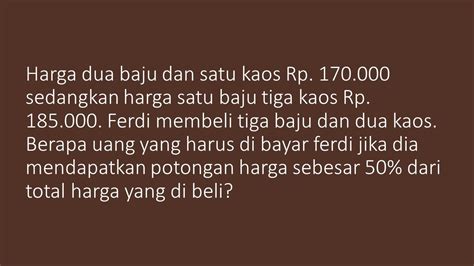 Harga dua baju dan satu kaos Rp. 170.000
sedangkan harga satu baju tiga kaos Rp.
185.000. Ferdi membeli tiga baju dan dua kaos.
Berapa uang yang harus di bayar ferdi jika dia
mendapatkan potongan harga sebesar 50% dari
total harga yang di beli?